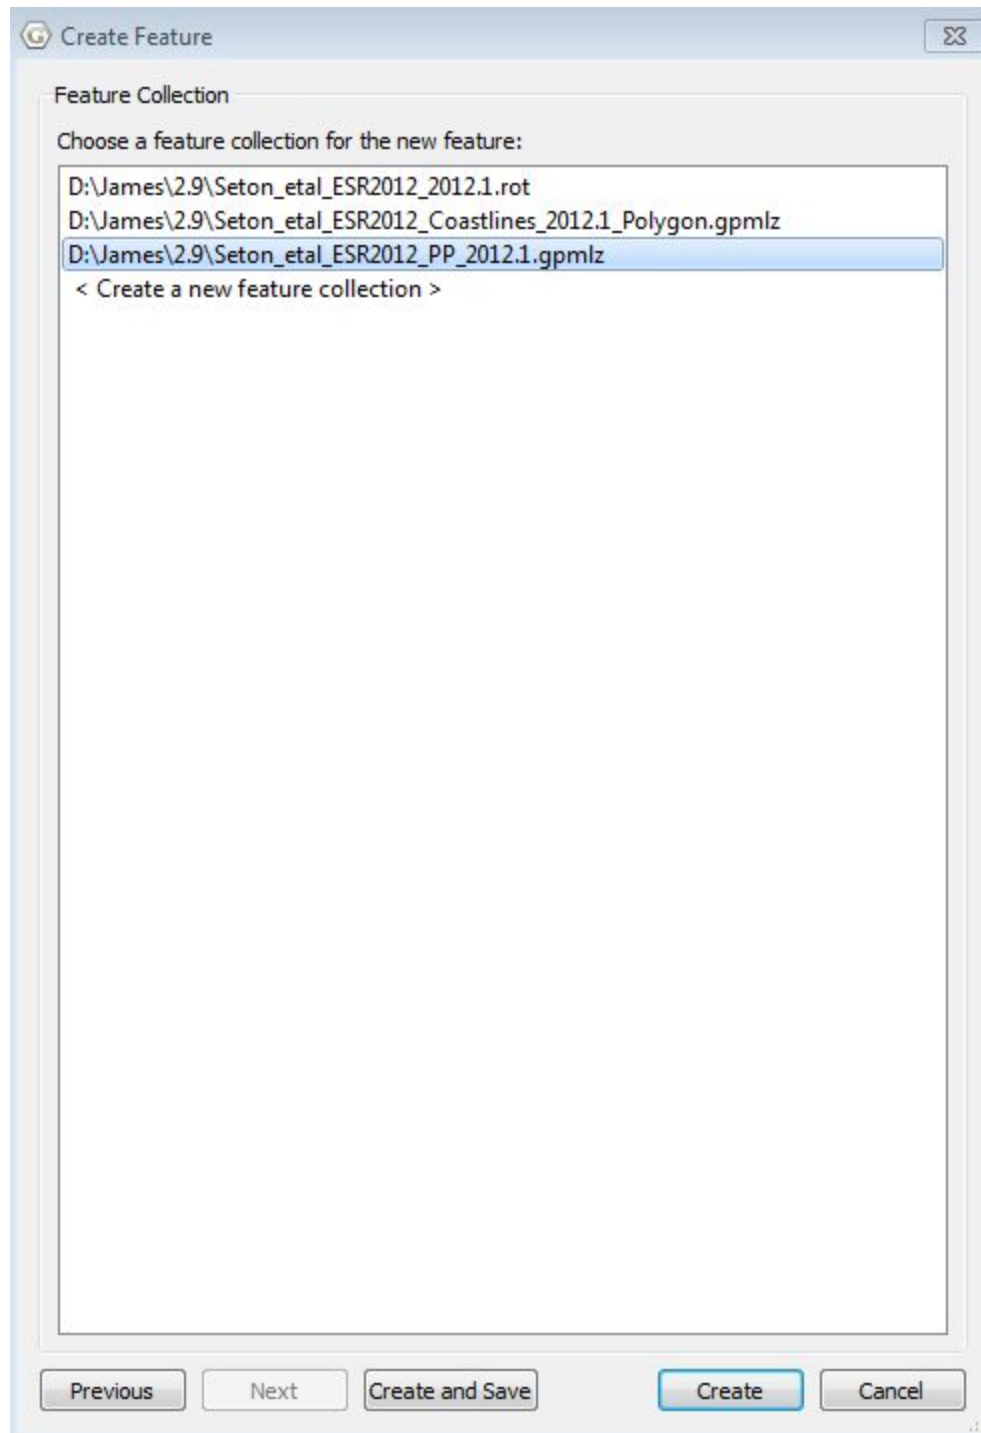 Create Feature
Feature Collection
Choose a feature collection for the new feature:
D:\James\2.9\Seton_etal_ESR2012_2012.1.rot
D:\James\2.9\Seton_etal_ESR2012_Coastlines_2012.1_Polygon.gpmlz
D:\James\2.9\Seton_etal_ESR2012_PP_2012.1.gpmlz
< Create a new feature collection >
Previous Next Create and Save Create Cancel